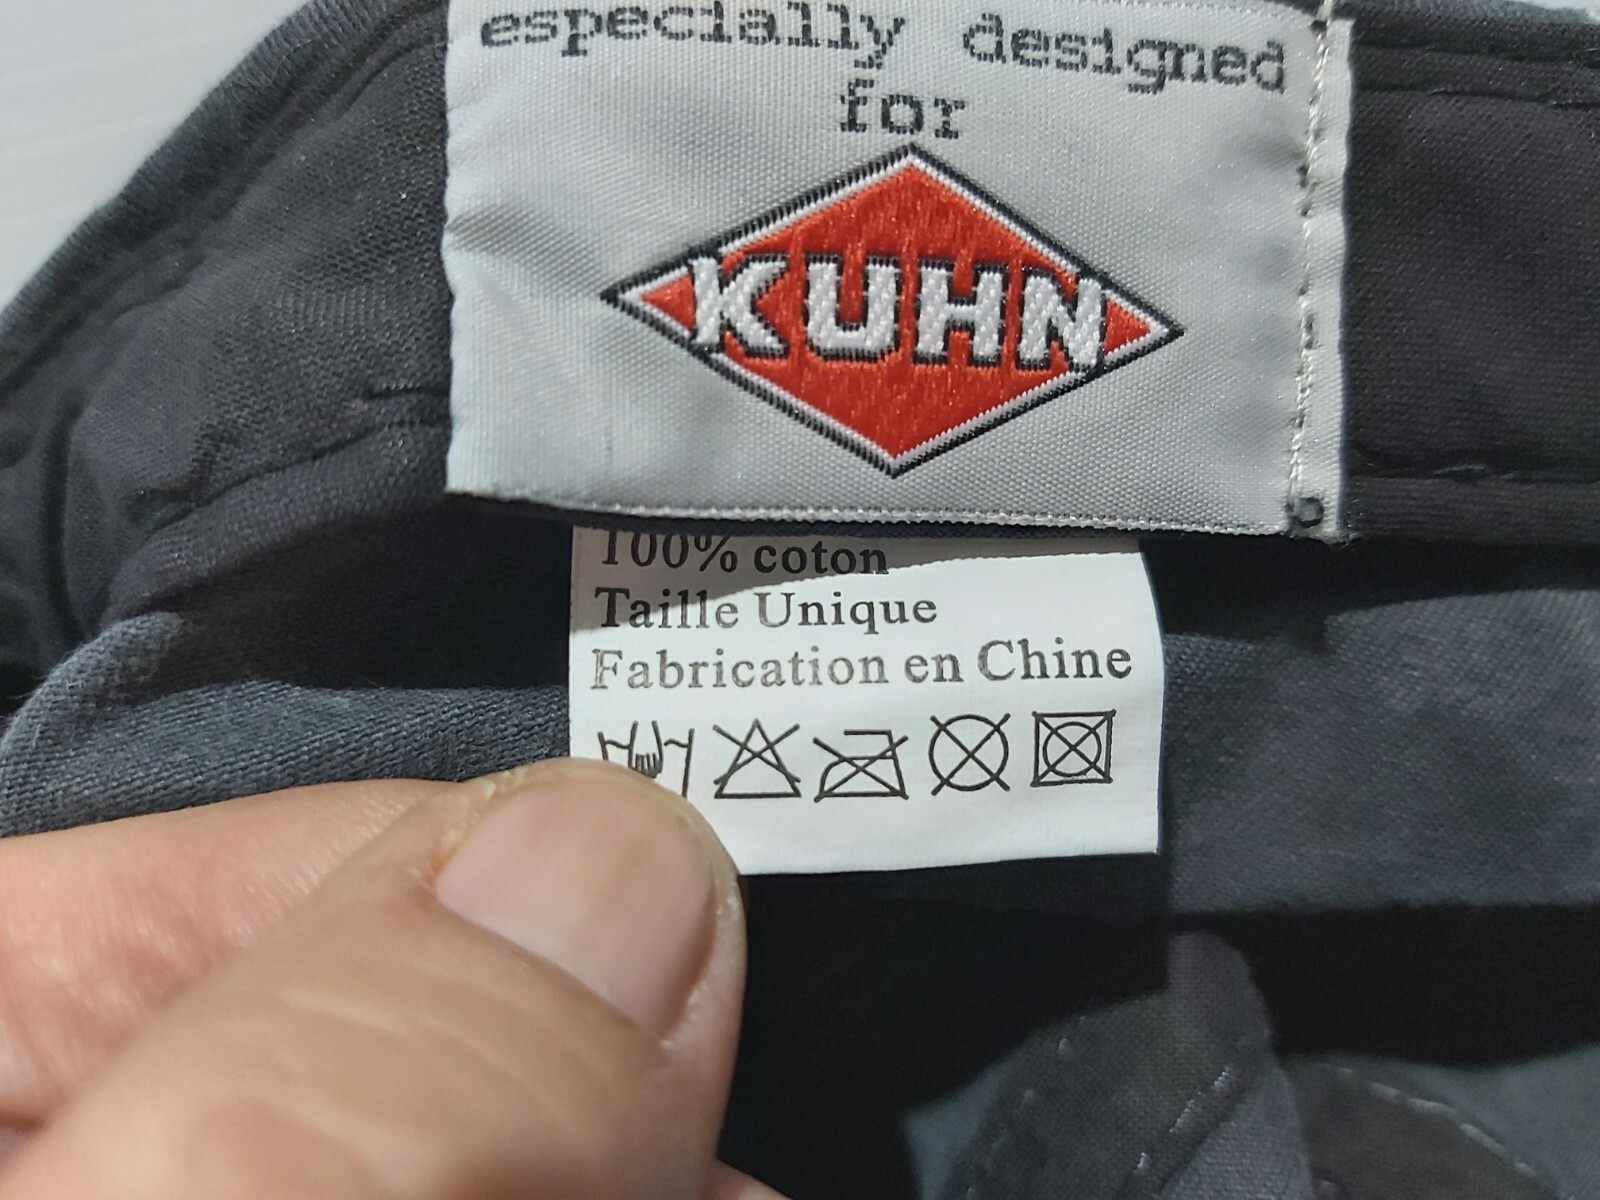 especially designed
for
KUHN
100% coton
Taille Unique
Fabrication en Chine